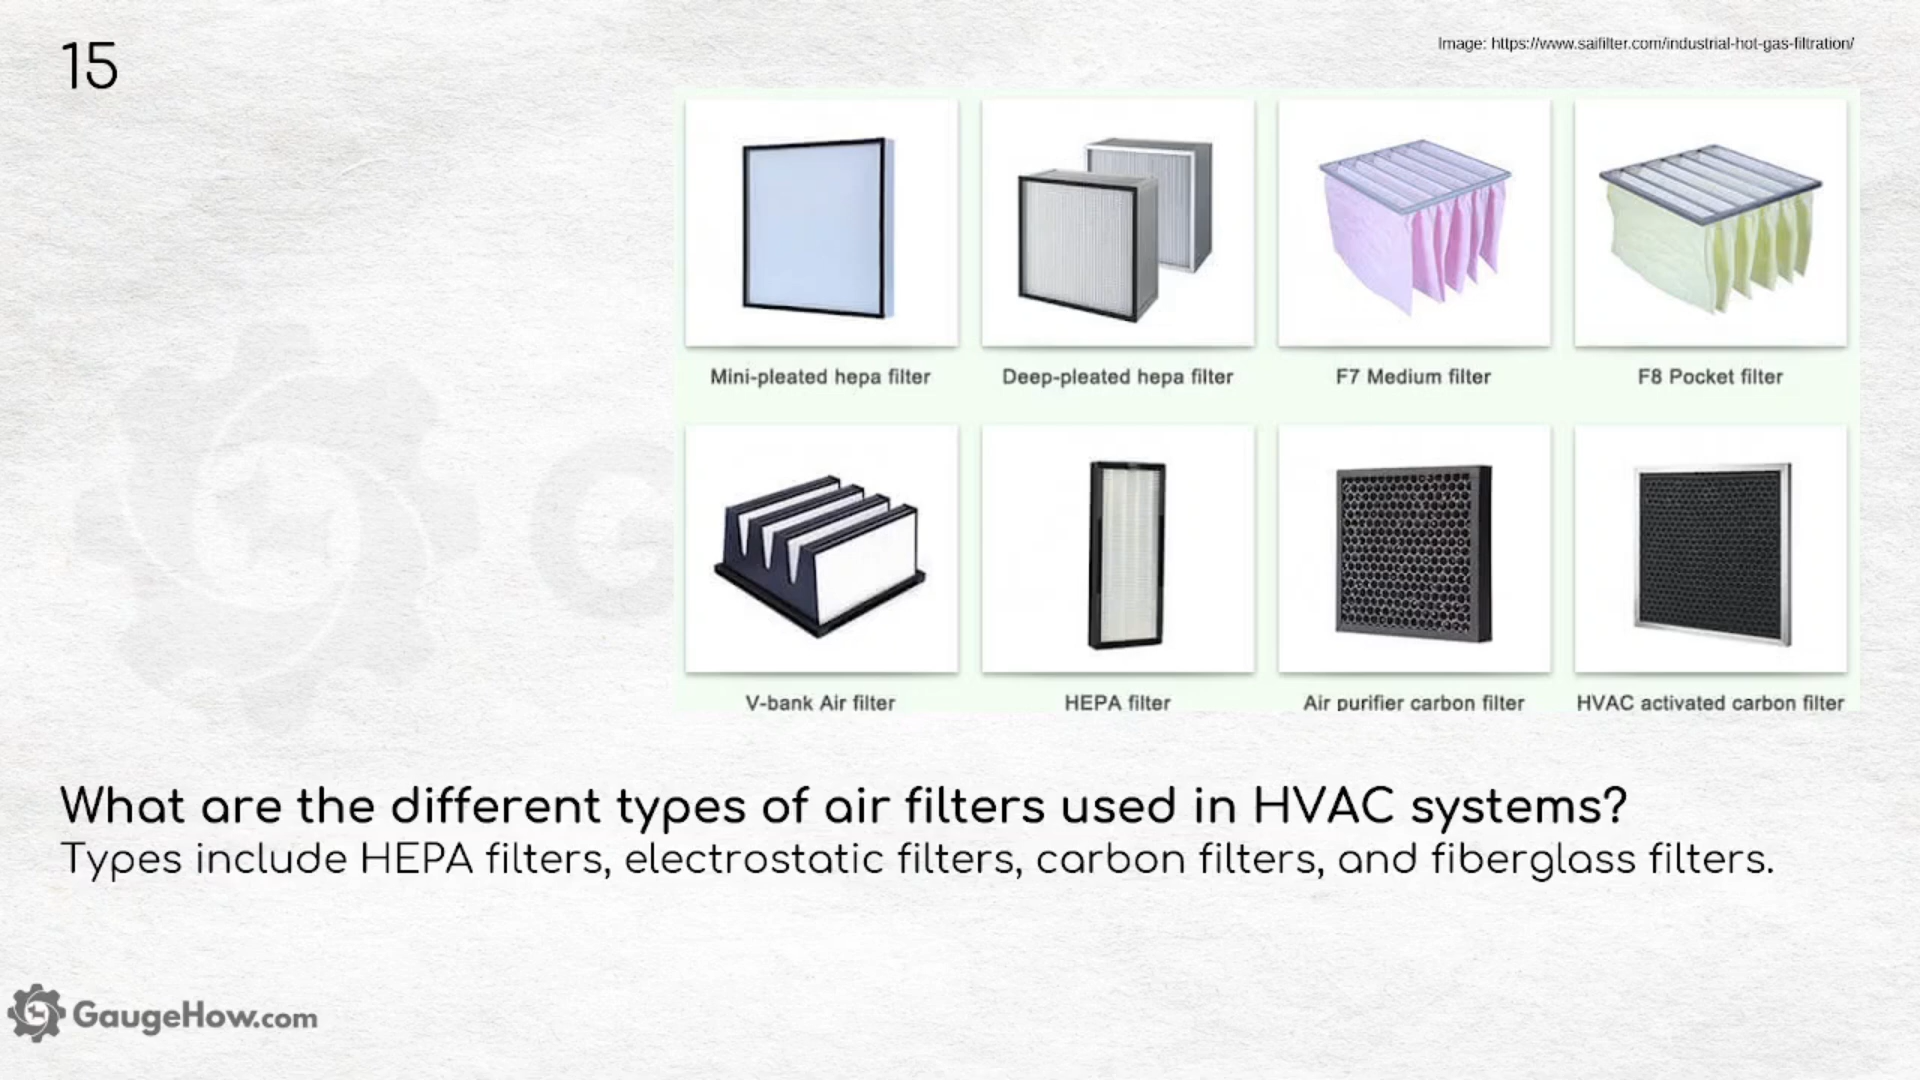 15
Image: https://www.saifilter.com/industrial-hot-gas-filtration/
Mini-pleated hepa filter
Deep-pleated hepa filter
F7 Medium filter
F8 Pocket filter
V-bank Air filter
HEPA filter
Air purifier carbon filter
HVAC activated carbon filter
What are the different types of air filters used in HVAC systems?
Types include HEPA filters, electrostatic filters, carbon filters, and fiberglass filters.
GaugeHow.com